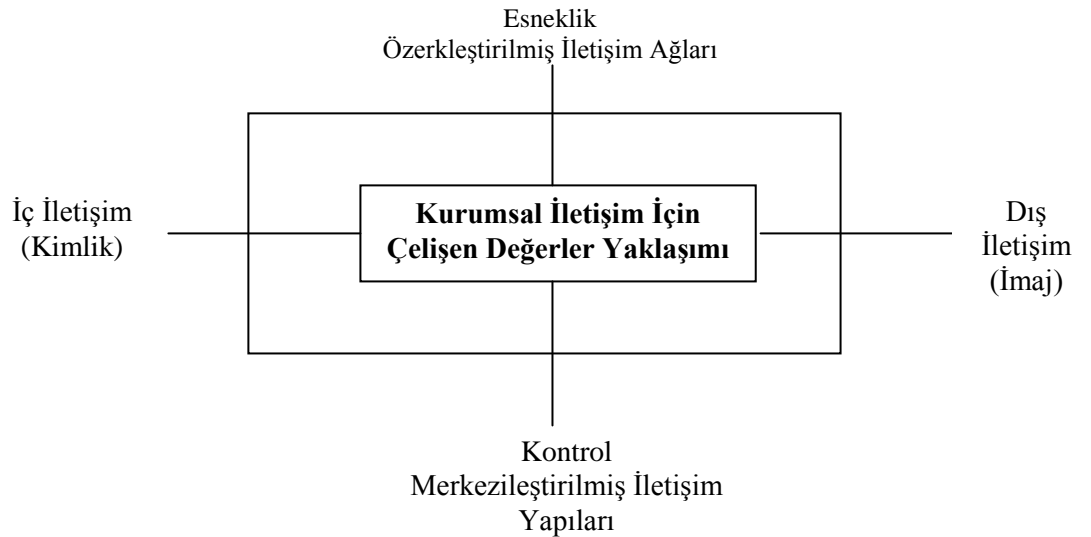 Esneklik
Özerkleştirilmiş İletişim Ağları
İç İletişim
(Kimlik)
Kurumsal İletişim İçin
Çelişen Değerler Yaklaşımı
Dış
İletişim
(İmaj)
Kontrol
Merkezileştirilmiş İletişim
Yapıları